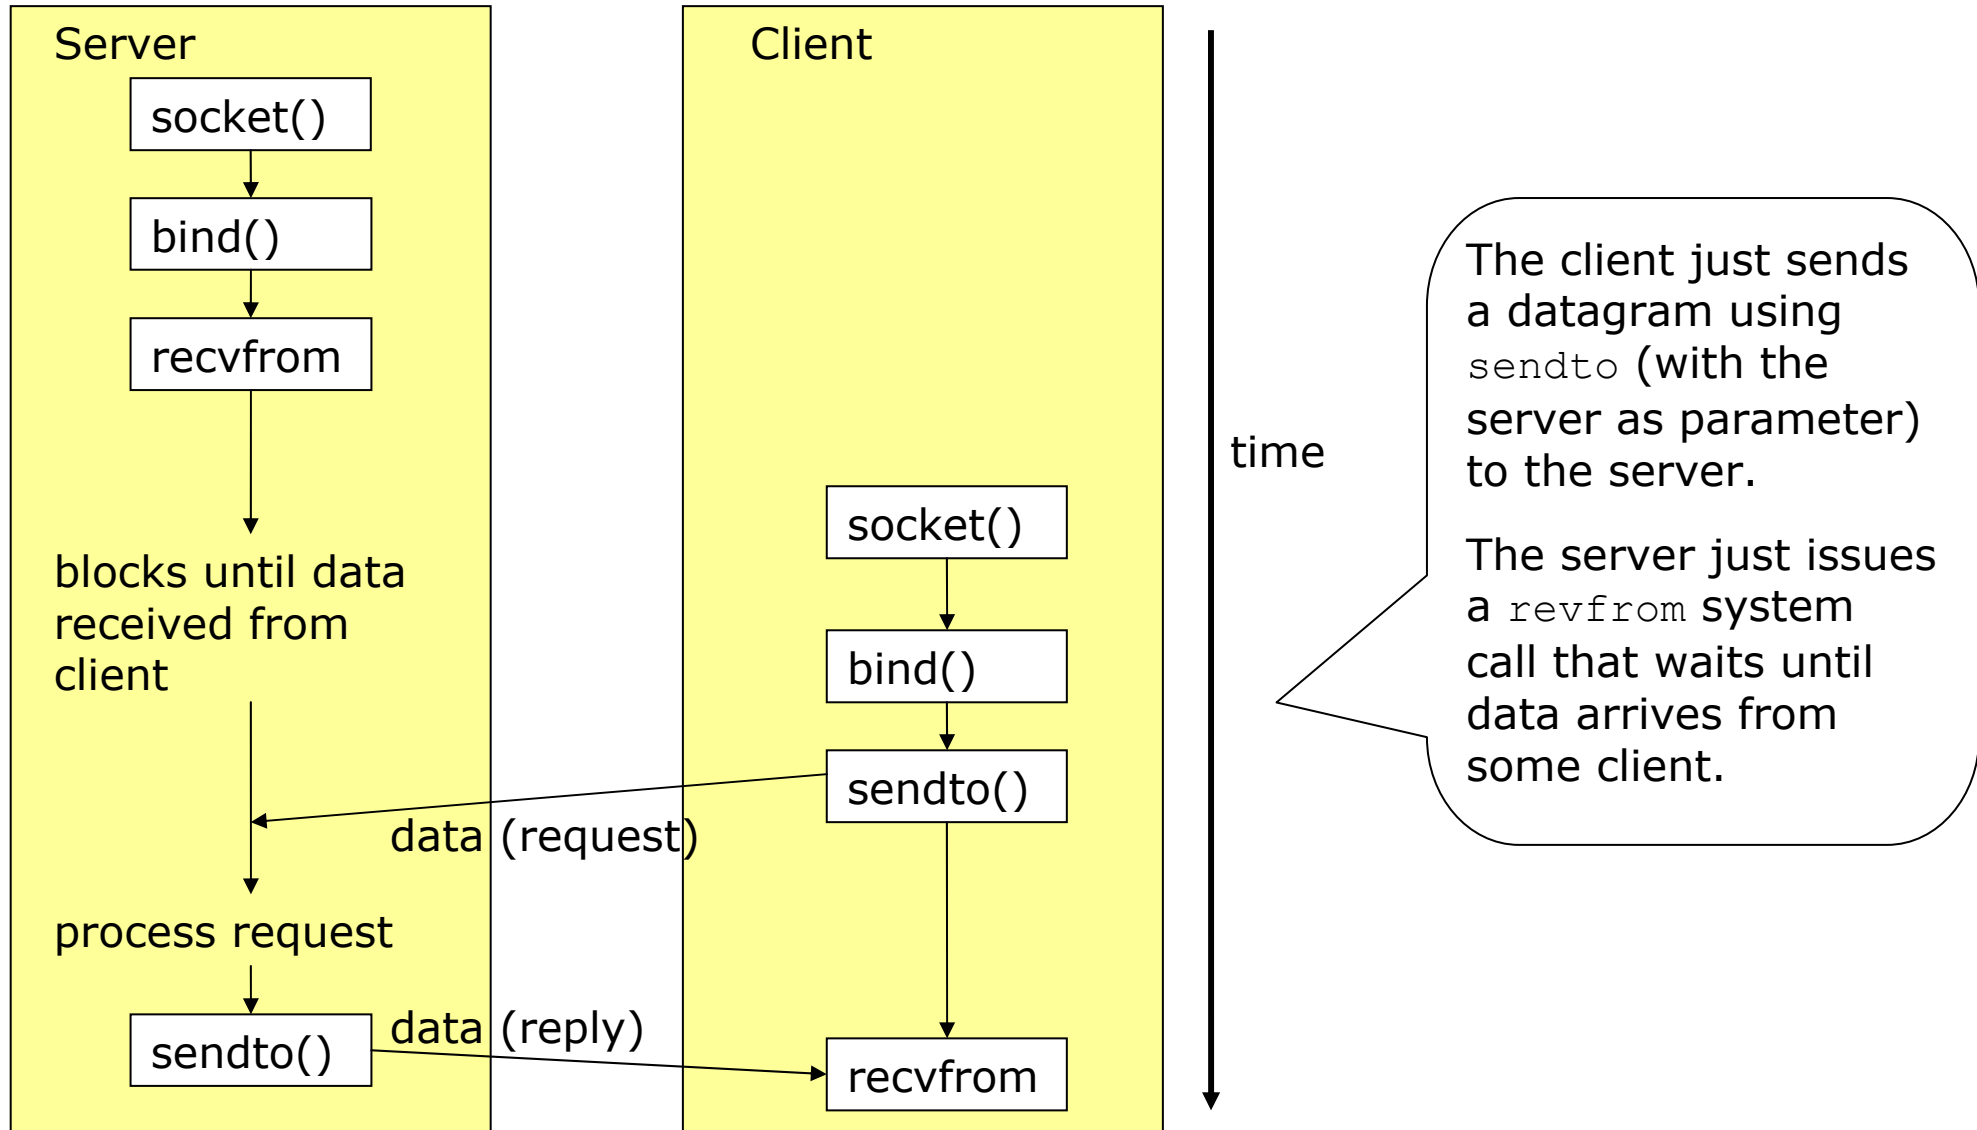 Server
socket()
bind()
recvfrom
blocks until data
received from
client
process request
sendto()
data (request)
data (reply)
Client
socket()
bind()
sendto()
recvfrom
time
The client just sends
a datagram using
sendto (with the
server as parameter)
to the server.
The server just issues
a revfrom system
call that waits until
data arrives from
some client.